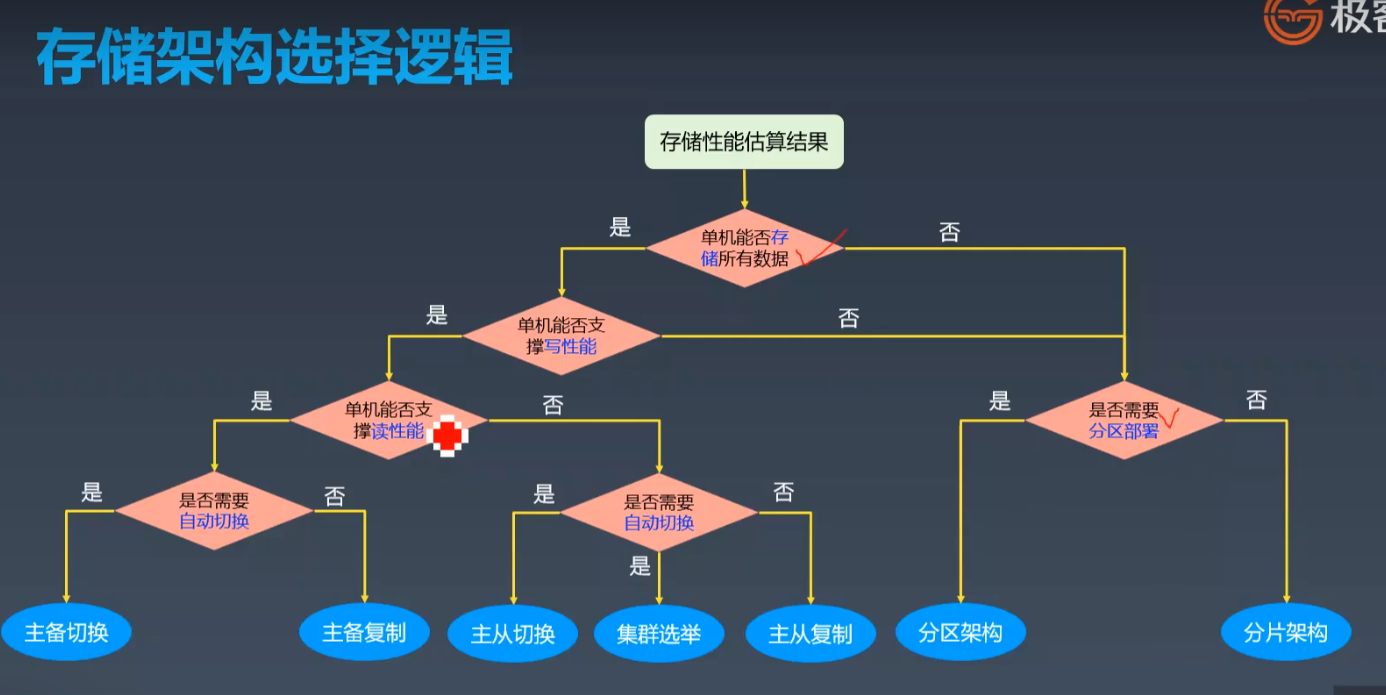 极客
存储架构选择逻辑
存储性能估算结果
是
单机能否存
储所有数据
否
是
单机能否支
撑写性能
否
是
单机能否支
撑读性能
否
是
是否需要
分区部署
否
是
是否需要
自动切换
否
是
是否需要
自动切换
否
是
主备切换
主备复制
主从切换
集群选举
主从复制
分区架构
分片架构